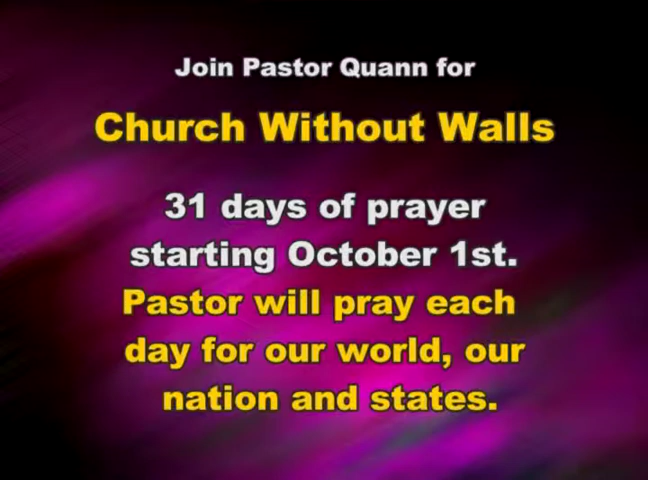 Join Pastor Quann for
Church Without Walls
31 days of prayer
starting October 1st.
Pastor will pray each
day for our world, our
nation and states.